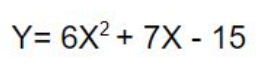 Y= 6X² + 7X - 15